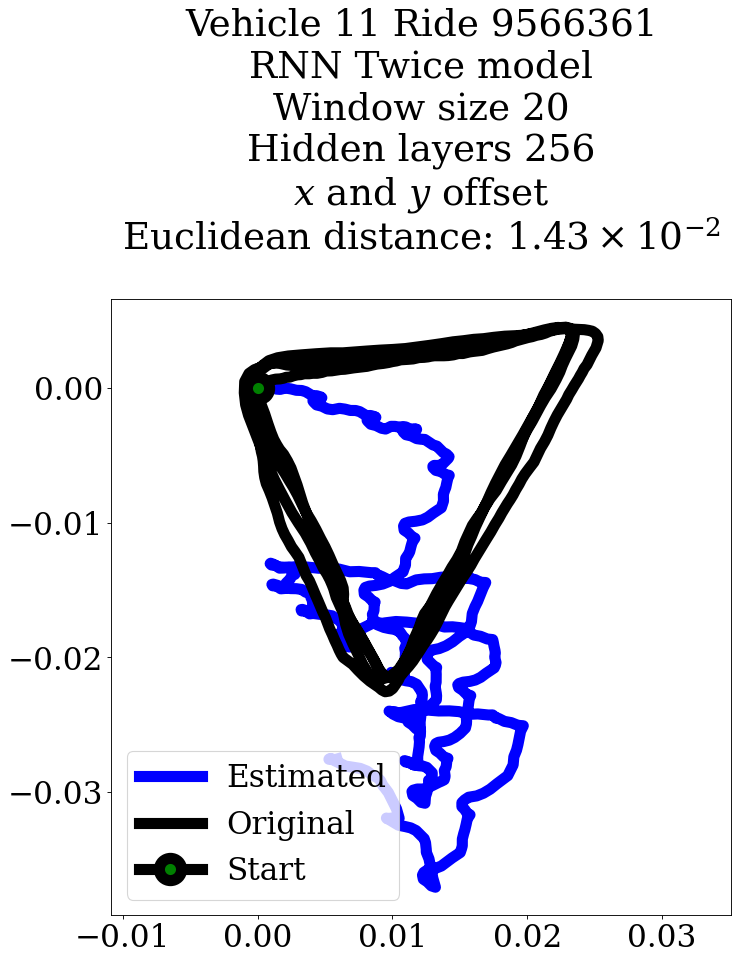 Vehicle 11 Ride 9566361
RNN Twice model
Window size 20
Hidden layers 256
x and y offset
Euclidean distance: 1.43 × 10⁻²
0.00
−0.01
−0.02
−0.03
Estimated
Original
Start
−0.01 0.00 0.01 0.02 0.03